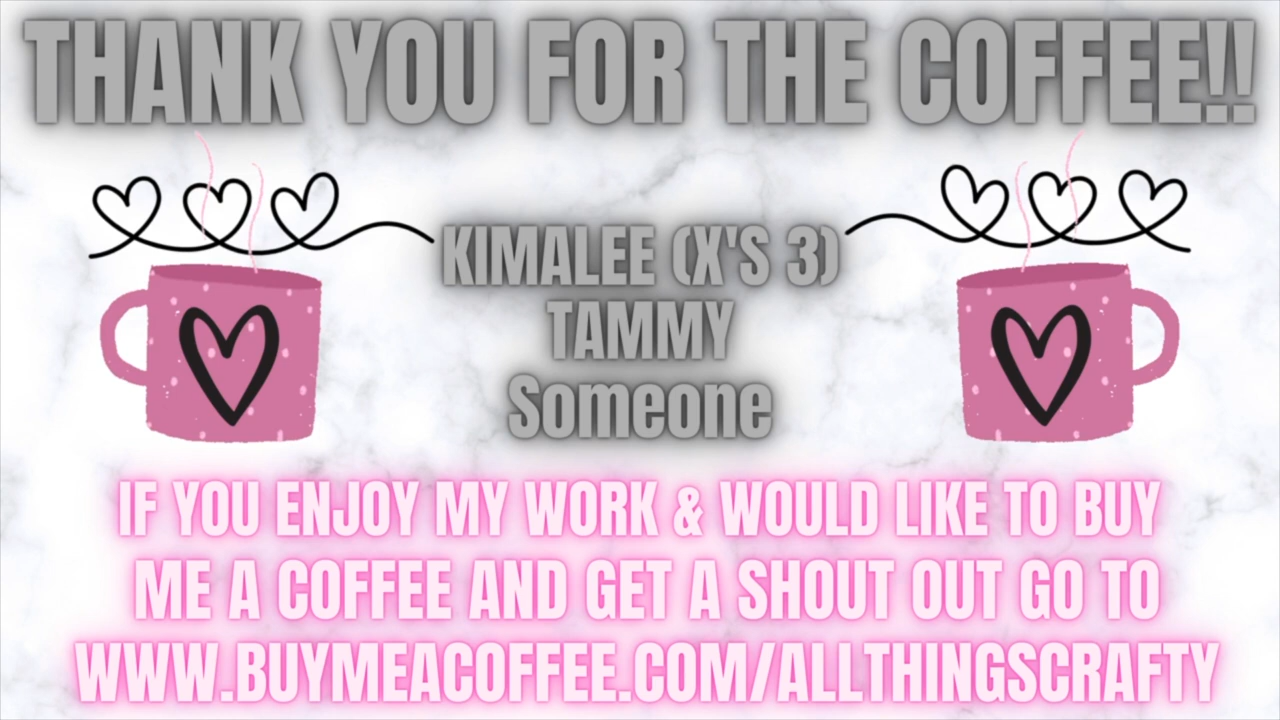 THANK YOU FOR THE COFFEE!!
KIMALEE (X'S 3)
TAMMY
Someone
IF YOU ENJOY MY WORK & WOULD LIKE TO BUY
ME A COFFEE AND GET A SHOUT OUT GO TO
WWW.BUYMEACOFFEE.COM/ALLTHINGSCRAFTY